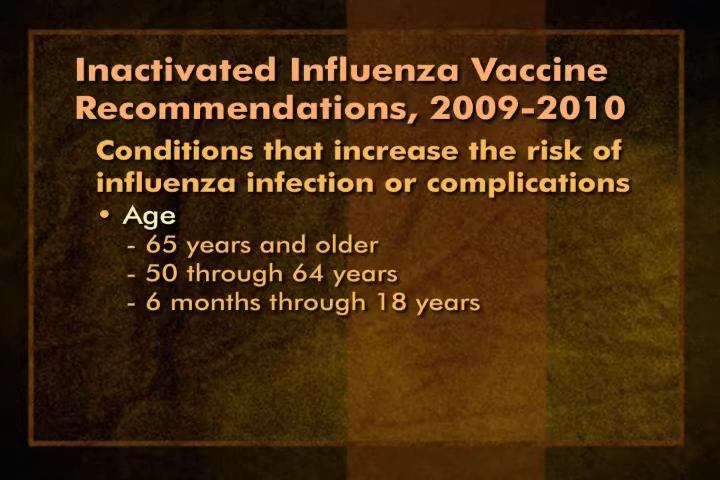 Inactivated Influenza Vaccine
Recommendations, 2009-2010
Conditions that increase the risk of
influenza infection or complications
• Age
- 65 years and older
- 50 through 64 years
- 6 months through 18 years